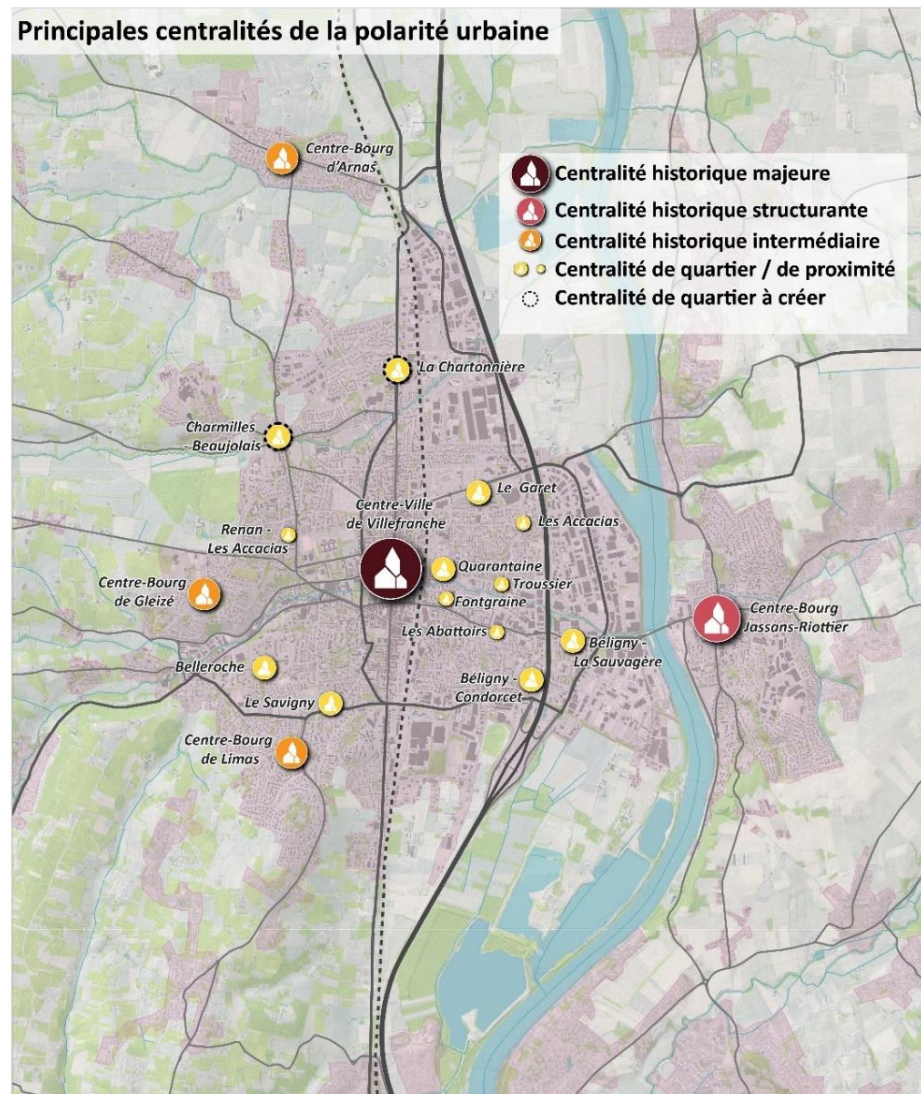 Principales centralités de la polarité urbaine
Centre-Bourg
d'Arnas
Centralité historique majeure
Centralité historique structurante
Centralité historique intermédiaire
Centralité de quartier / de proximité
Centralité de quartier à créer
La Chartonnière
Charmilles
- Beaujolais
Le Garet
Centre-Ville
de Villefranche
Les Accacias
Renan -
Les Accacias
Quarantaine
Troussier
Centre-Bourg
de Gleizé
Fontgraine
Centre-Bourg
Jassans-Riottier
Les Abattoirs
Béligny -
La Sauvagère
Belleroche
Béligny -
Condorcet
Le Savigny
Centre-Bourg
de Limas